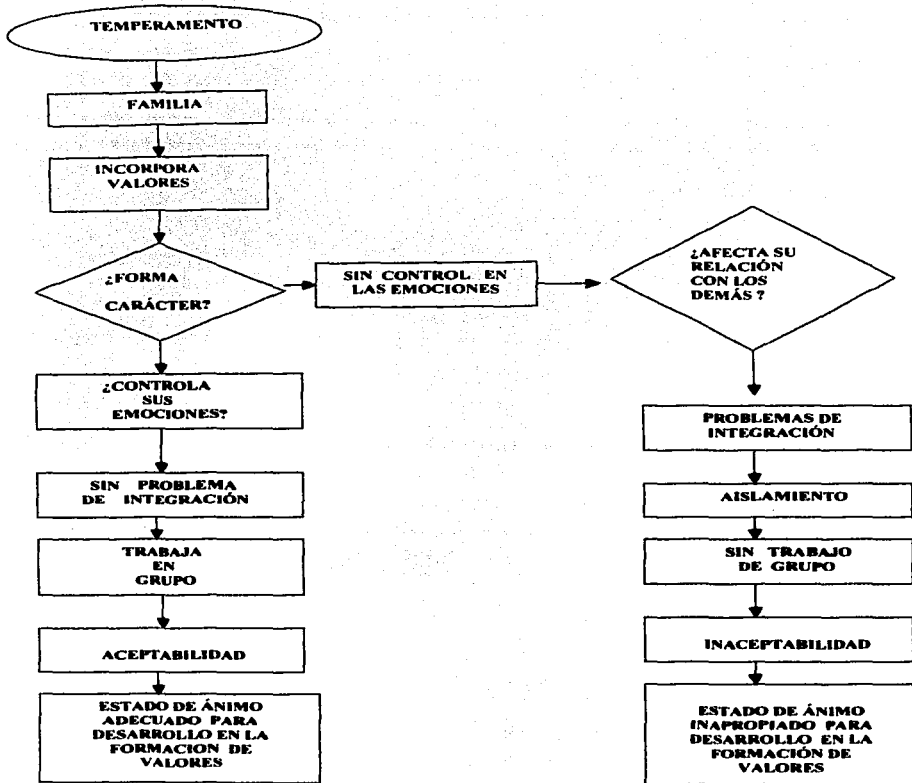 TEMPERAMENTO
FAMILIA
INCORPORA
VALORES
¿FORMA
CARÁCTER?
SIN CONTROL EN
LAS EMOCIONES
¿AFECTA SU
RELACIÓN
CON LOS
DEMÁS ?
¿CONTROLA
SUS
EMOCIONES?
SIN PROBLEMA
DE INTEGRACIÓN
TRABAJA
EN
GRUPO
ACEPTABILIDAD
ESTADO DE ÁNIMO
ADECUADO PARA
DESARROLLO EN LA
FORMACION DE
VALORES
PROBLEMAS DE
INTEGRACIÓN
AISLAMIENTO
SIN TRABAJO
DE GRUPO
INACEPTABILIDAD
ESTADO DE ÁNIMO
INAPROPIADO PARA
DESARROLLO EN LA
FORMACIÓN DE
VALORES